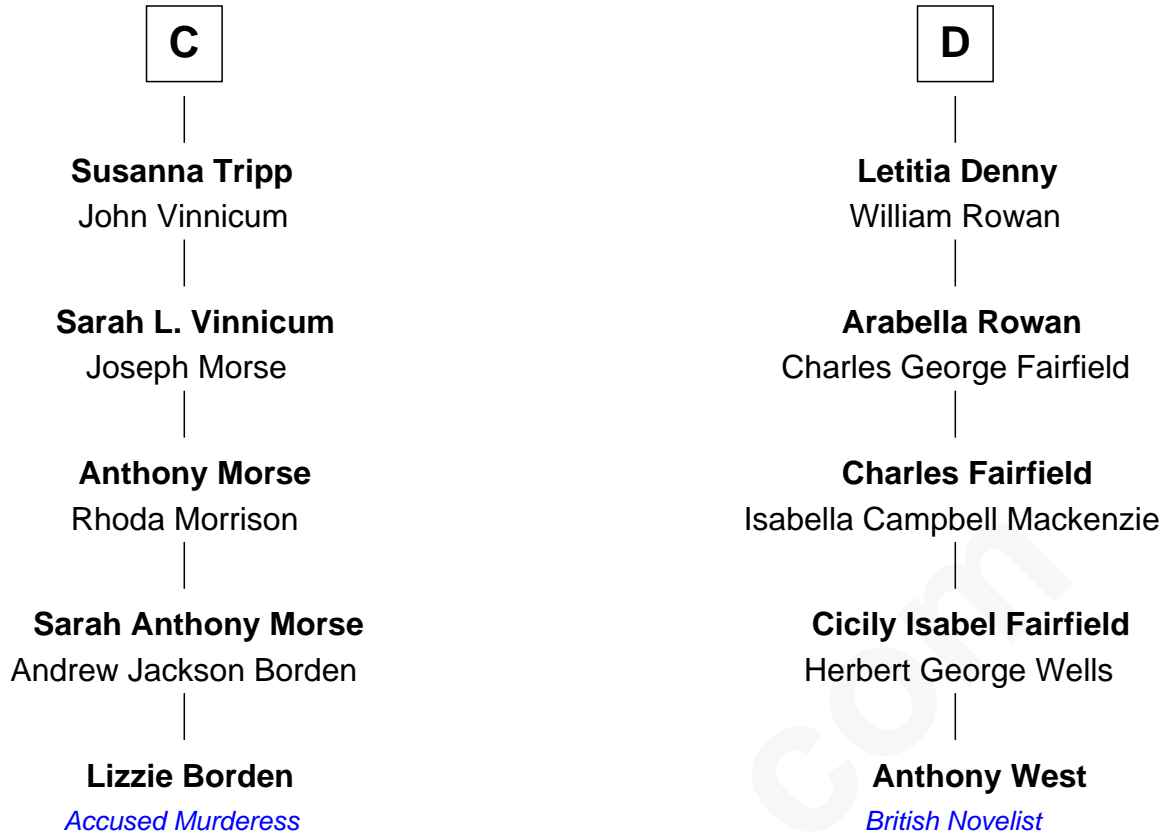 C
Susanna Tripp
John Vinnicum
Sarah L. Vinnicum
Joseph Morse
Anthony Morse
Rhoda Morrison
Sarah Anthony Morse
Andrew Jackson Borden
Lizzie Borden
Accused Murderess
D
Letitia Denny
William Rowan
Arabella Rowan
Charles George Fairfield
Charles Fairfield
Isabella Campbell Mackenzie
Cicily Isabel Fairfield
Herbert George Wells
Anthony West
British Novelist
com